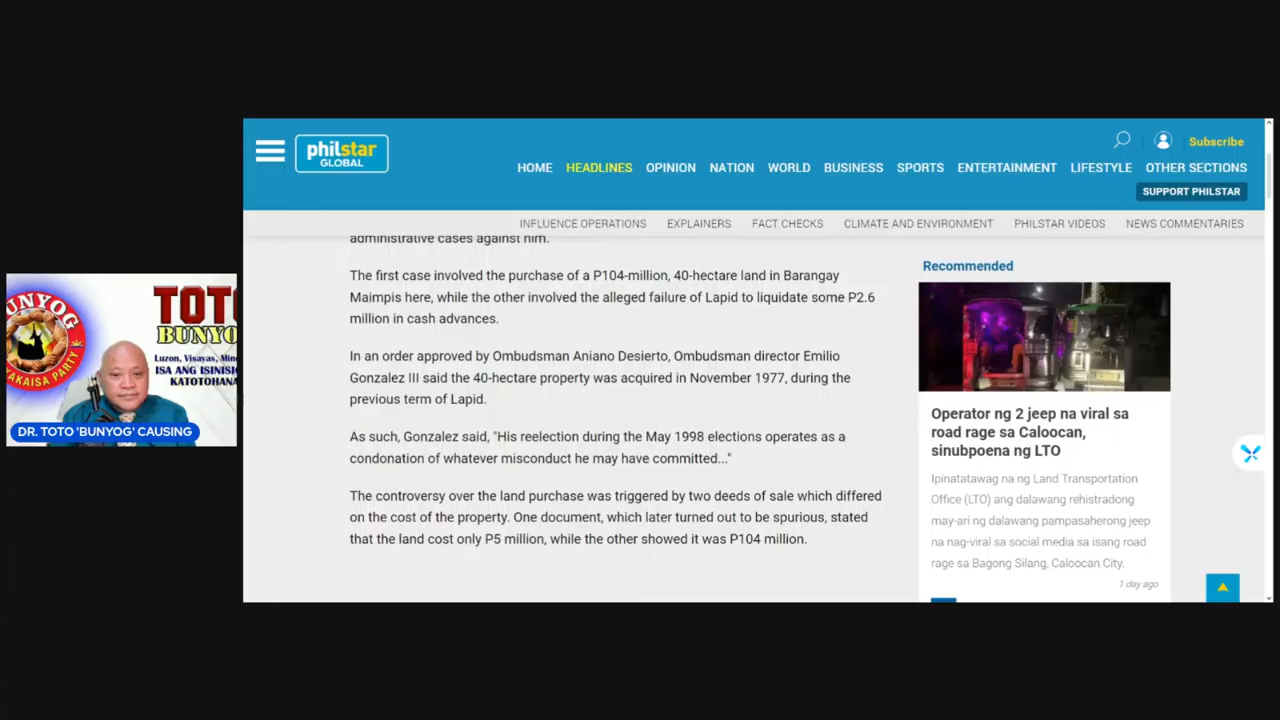 philstar
GLOBAL
Subscribe
HOME HEADLINES OPINION NATION WORLD BUSINESS SPORTS ENTERTAINMENT LIFESTYLE OTHER SECTIONS
SUPPORT PHILSTAR
INFLUENCE OPERATIONS EXPLAINERS FACT CHECKS CLIMATE AND ENVIRONMENT PHILSTAR VIDEOS NEWS COMMENTARIES
administrative cases against him.
The first case involved the purchase of a P104-million, 40-hectare land in Barangay
Maimpis here, while the other involved the alleged failure of Lapid to liquidate some P2.6
million in cash advances.
In an order approved by Ombudsman Aniano Desierto, Ombudsman director Emilio
Gonzalez III said the 40-hectare property was acquired in November 1977, during the
previous term of Lapid.
As such, Gonzalez said, "His reelection during the May 1998 elections operates as a
condonation of whatever misconduct he may have committed..."
The controversy over the land purchase was triggered by two deeds of sale which differed
on the cost of the property. One document, which later turned out to be spurious, stated
that the land cost only P5 million, while the other showed it was P104 million.
Recommended
Operator ng 2 jeep na viral sa
road rage sa Caloocan,
sinubpoena ng LTO
Ipinatatawag na ng Land Transportation
Office (LTO) ang dalawang rehistradong
may-ari ng dalawang pampasaherong jeep
na nag-viral sa social media sa isang road
rage sa Bagong Silang, Caloocan City.
1 day ago
BUNYOG
TOTO
BUNYO
Luzon, Visayas, Min
ISA ANG ISINISI
KATOTOHANA
AKAISA PARTY
DR. TOTO 'BUNYOG' CAUSING